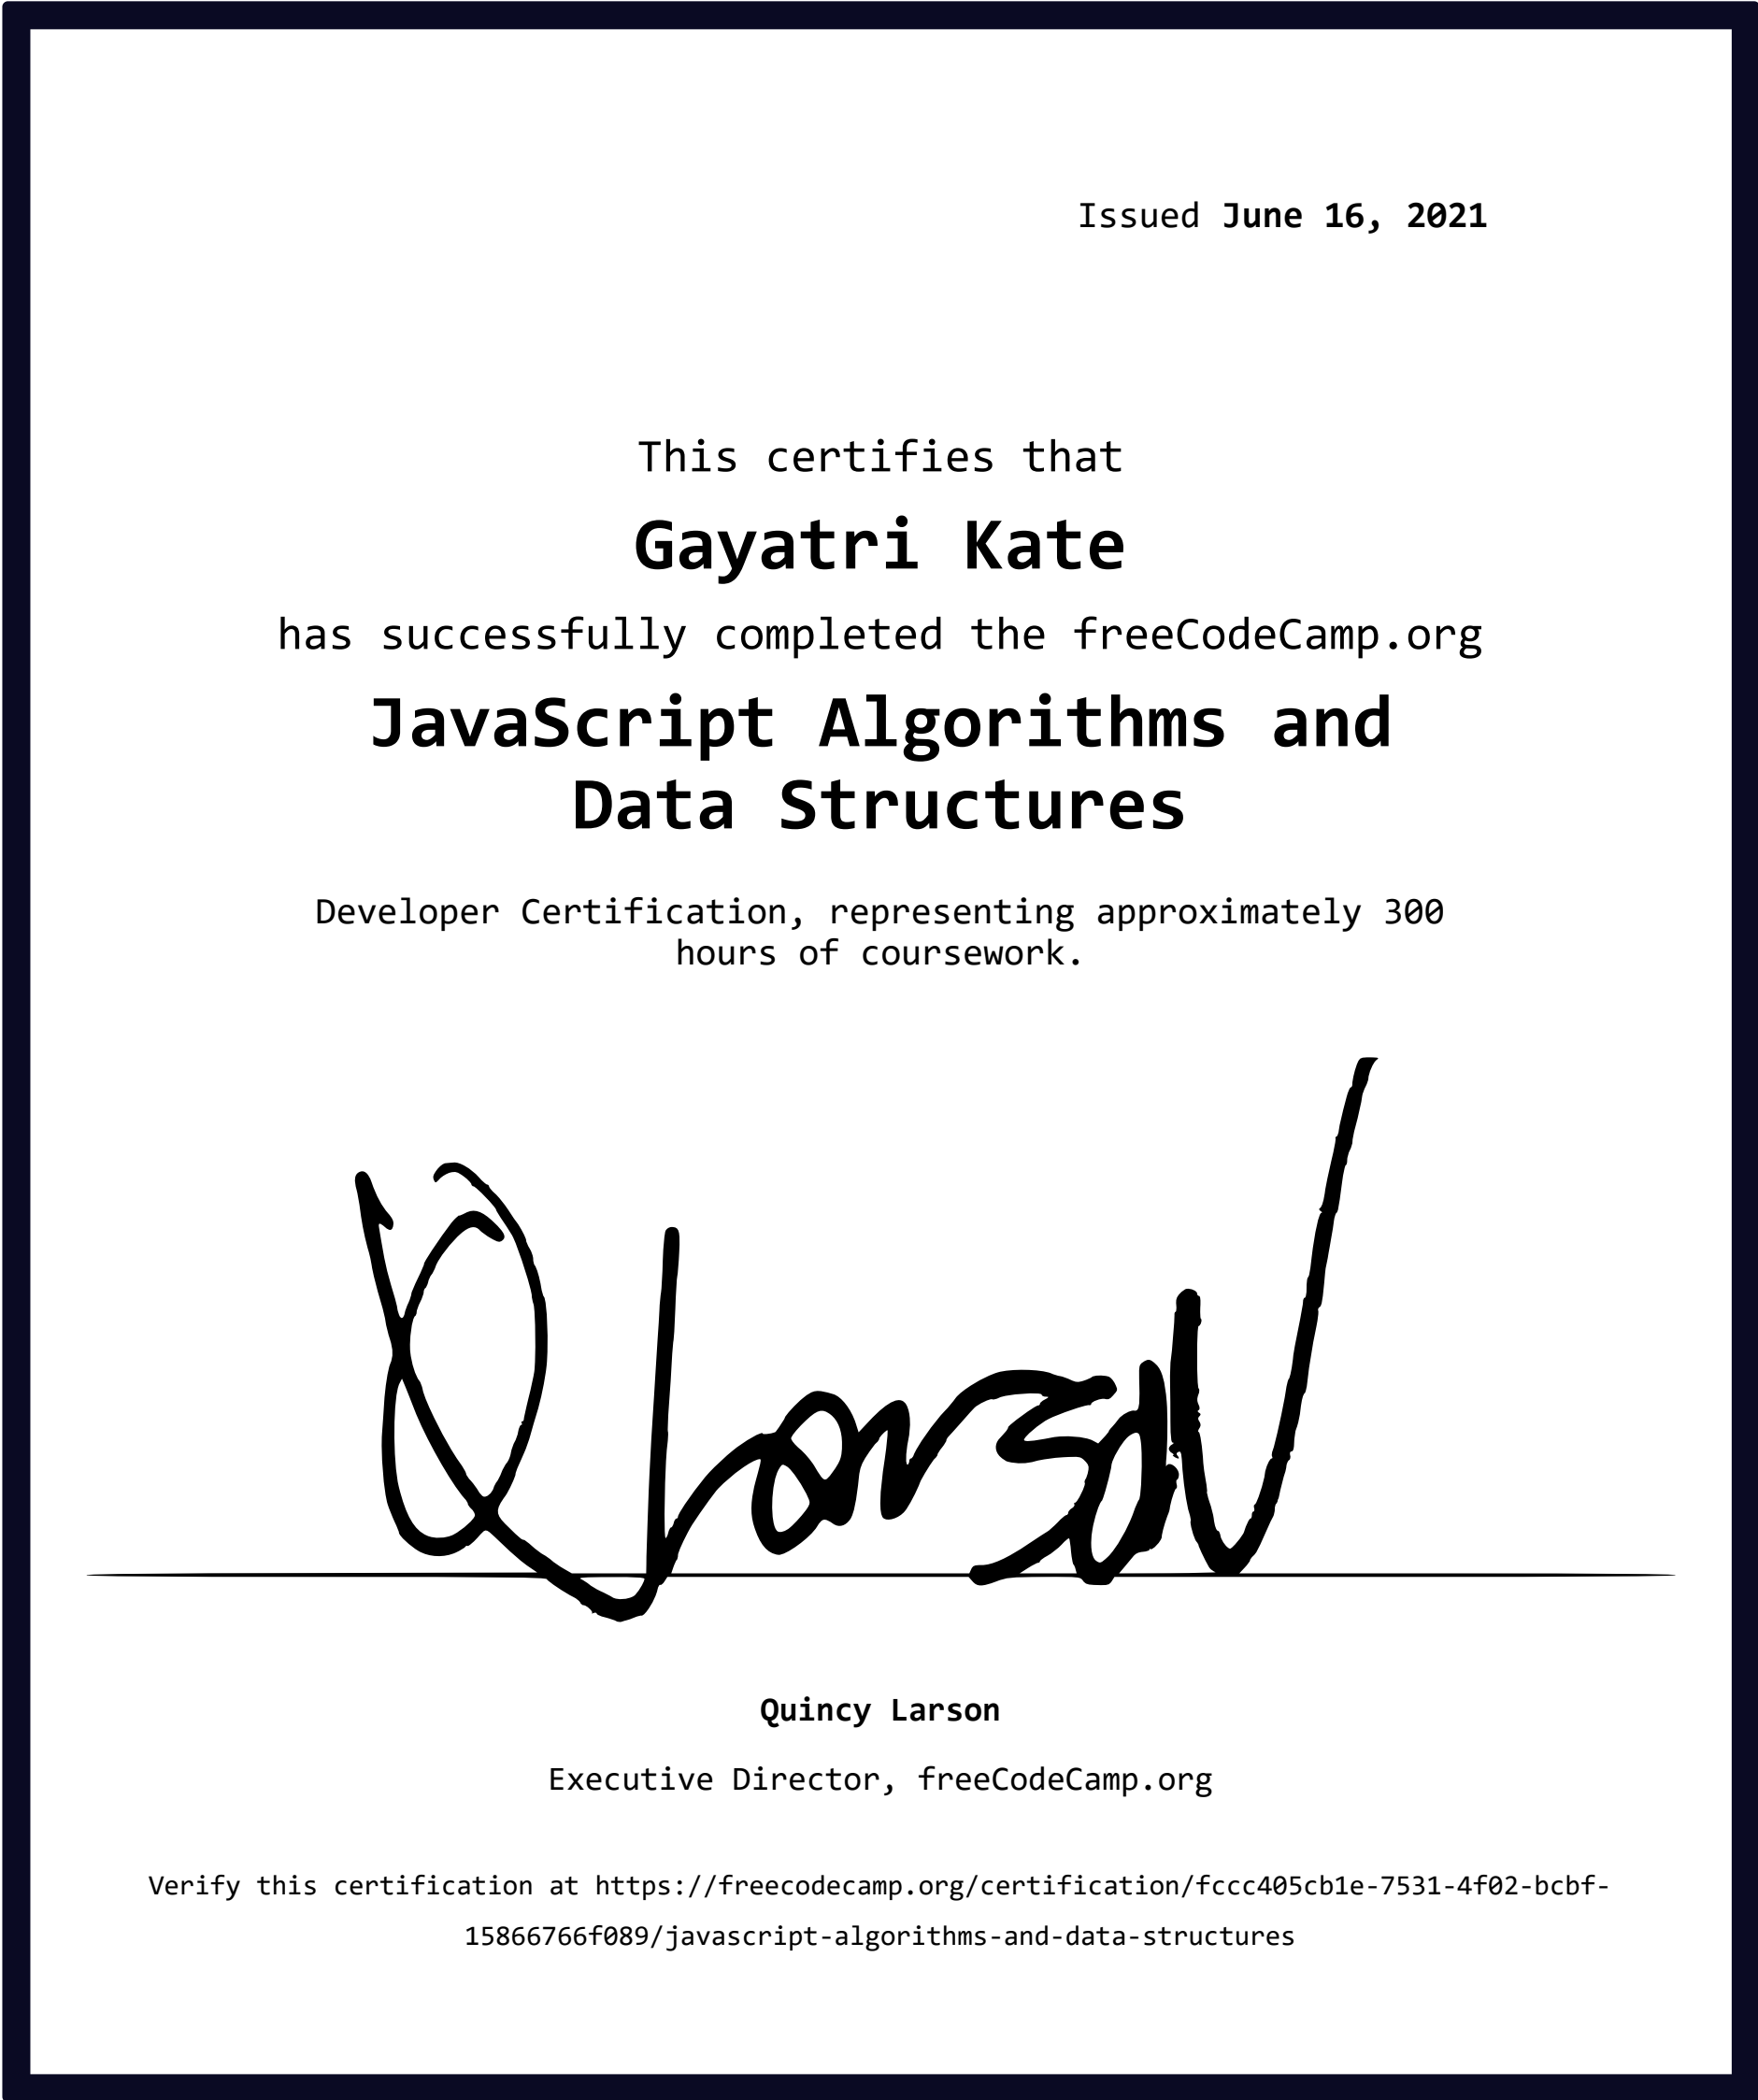 Issued June 16, 2021
This certifies that
Gayatri Kate
has successfully completed the freeCodeCamp.org
JavaScript Algorithms and
Data Structures
Developer Certification, representing approximately 300
hours of coursework.
QLarson
Quincy Larson
Executive Director, freeCodeCamp.org
Verify this certification at https://freecodecamp.org/certification/fccc405cb1e-7531-4f02-bcbf-
15866766f089/javascript-algorithms-and-data-structures